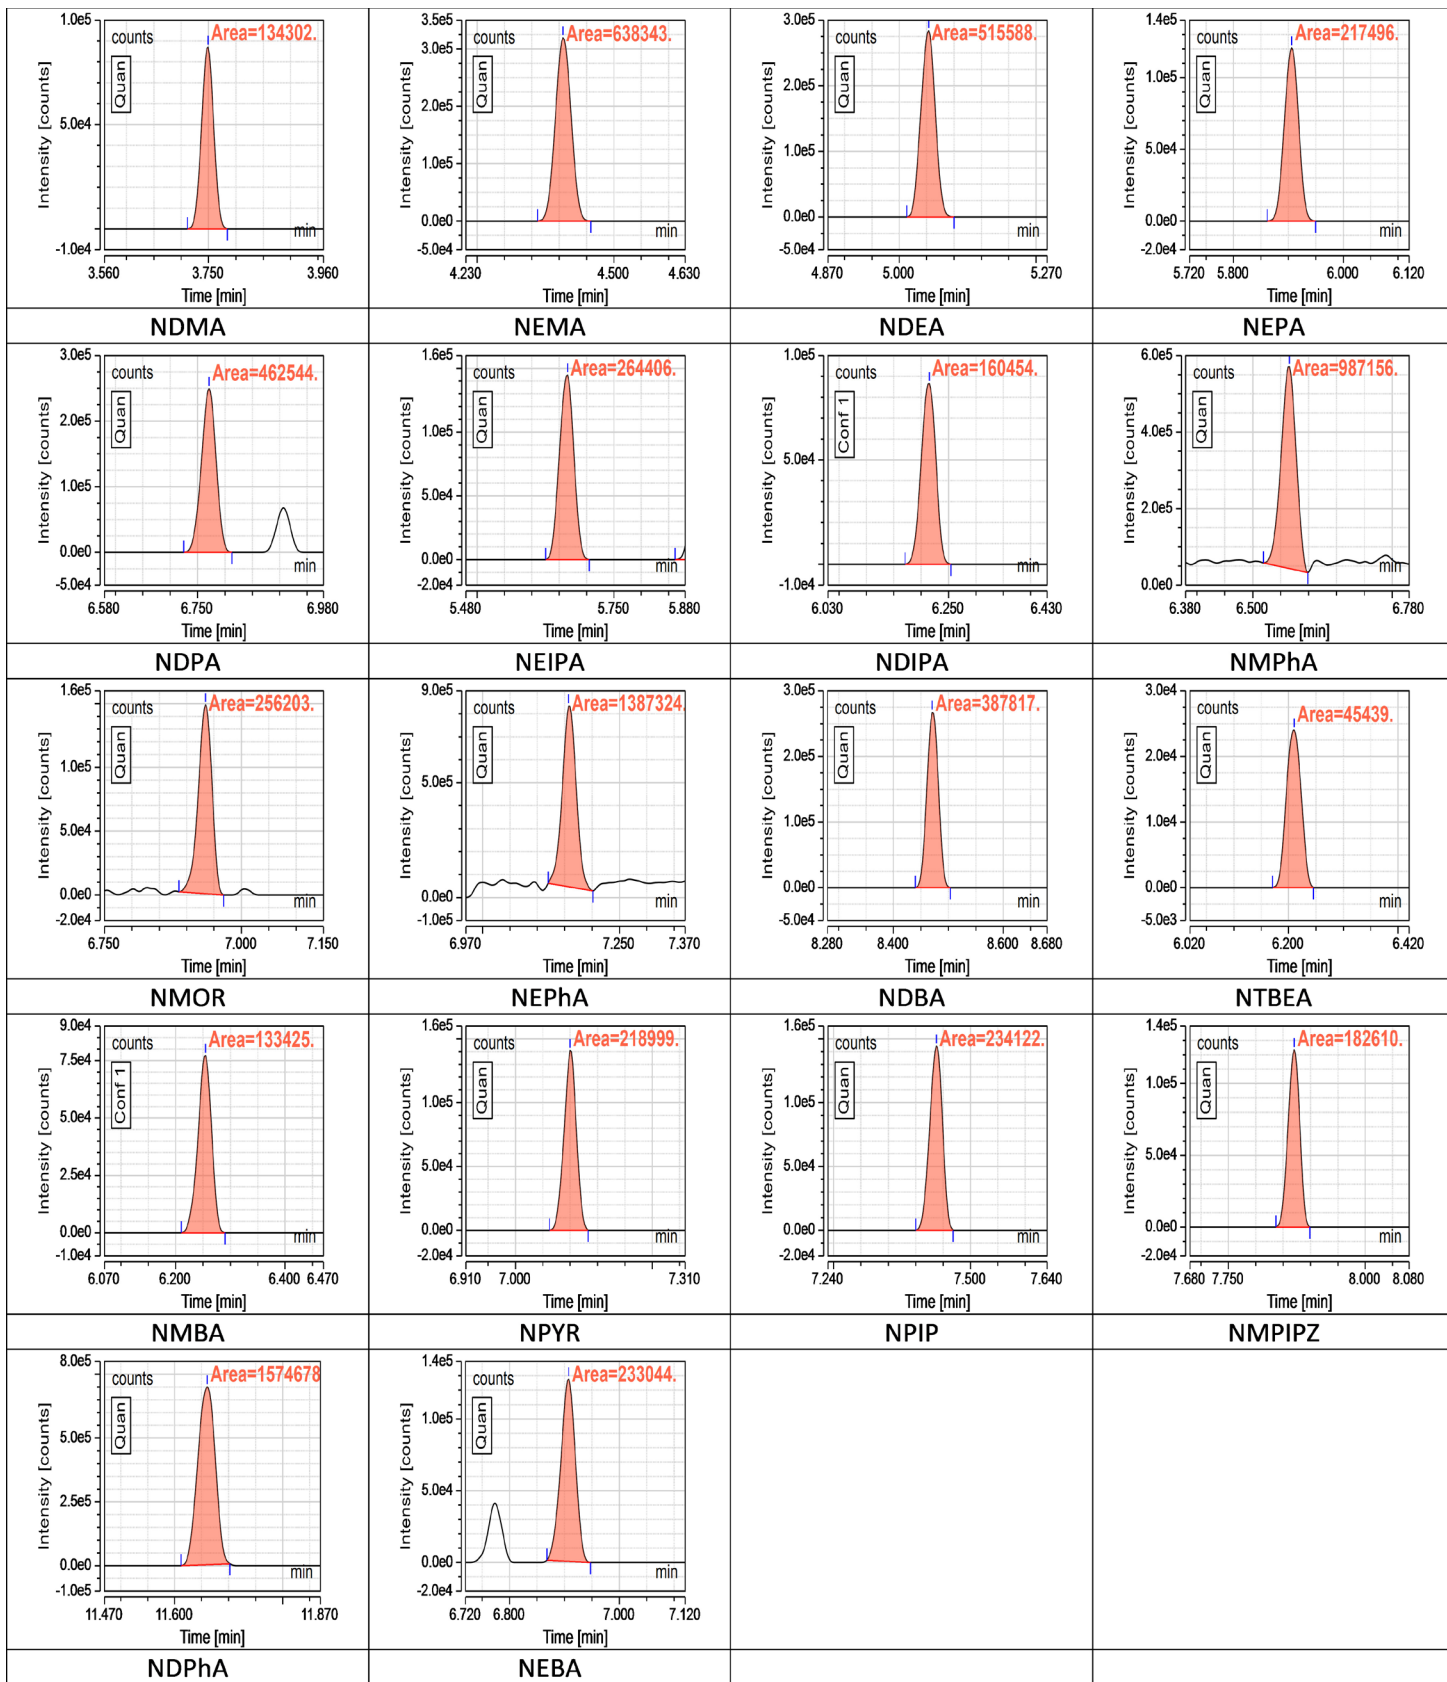 1.0e5
counts
Area=134302.
Quan
Intensity [counts]
5.0e4
min
-1.0e4
3.560 3.750 3.960
Time [min]
NDMA
3.5e5
counts
Area=638343.
3.0e5
Quan
Intensity [counts]
2.0e5
1.0e5
0.0e0
min
-5.0e4
4.230 4.500 4.630
Time [min]
NEMA
3.0e5
counts
Area=515588.
Quan
Intensity [counts]
2.0e5
1.0e5
0.0e0
min
-5.0e4
4.870 5.000 5.270
Time [min]
NDEA
1.4e5
counts
Area=217496.
Quan
Intensity [counts]
1.0e5
5.0e4
0.0e0
min
-2.0e4
5.720 5.800 6.000 6.120
Time [min]
NEPA
3.0e5
counts
Area=462544.
Quan
Intensity [counts]
2.0e5
1.0e5
0.0e0
min
-5.0e4
6.580 6.750 6.980
Time [min]
NDPA
1.6e5
counts
Area=264406.
Quan
Intensity [counts]
1.0e5
5.0e4
0.0e0
min
-2.0e4
5.480 5.750 5.880
Time [min]
NEIPA
1.0e5
counts
Area=160454.
Conf 1
Intensity [counts]
5.0e4
min
-1.0e4
6.030 6.250 6.430
Time [min]
NDIPA
6.0e5
counts
Area=987156.
Quan
Intensity [counts]
4.0e5
2.0e5
min
0.0e0
6.380 6.500 6.780
Time [min]
NMPhA
1.6e5
counts
Area=256203.
Quan
Intensity [counts]
1.0e5
5.0e4
0.0e0
min
-2.0e4
6.750 7.000 7.150
Time [min]
NMOR
9.0e5
counts
Area=1387324.
Quan
Intensity [counts]
5.0e5
0.0e0
min
-1.0e5
6.970 7.250 7.370
Time [min]
NEPhA
3.0e5
counts
Area=387817.
Quan
Intensity [counts]
2.0e5
1.0e5
0.0e0
min
-5.0e4
8.280 8.400 8.600 8.680
Time [min]
NDBA
3.0e4
counts
Area=45439.
Quan
Intensity [counts]
2.0e4
1.0e4
0.0e0
min
-5.0e3
6.020 6.200 6.420
Time [min]
NTBEA
9.0e4
counts
Area=133425.
7.5e4
Conf 1
Intensity [counts]
5.0e4
2.5e4
0.0e0
min
-1.0e4
6.070 6.200 6.400 6.470
Time [min]
NMBA
1.6e5
counts
Area=218999.
Quan
Intensity [counts]
1.0e5
5.0e4
0.0e0
min
-2.0e4
6.910 7.000 7.310
Time [min]
NPYR
1.6e5
counts
Area=234122.
Quan
Intensity [counts]
1.0e5
5.0e4
0.0e0
min
-2.0e4
7.240 7.500 7.640
Time [min]
NPIP
1.4e5
counts
Area=182610.
Quan
Intensity [counts]
1.0e5
5.0e4
0.0e0
min
-2.0e4
7.680 7.750 8.000 8.080
Time [min]
NMPIPZ
8.0e5
counts
Area=1574678
Quan
Intensity [counts]
5.0e5
2.5e5
0.0e0
min
-1.0e5
11.470 11.600 11.870
Time [min]
NDPhA
1.4e5
counts
Area=233044.
Quan
Intensity [counts]
1.0e5
5.0e4
0.0e0
min
-2.0e4
6.720 6.800 7.000 7.120
Time [min]
NEBA